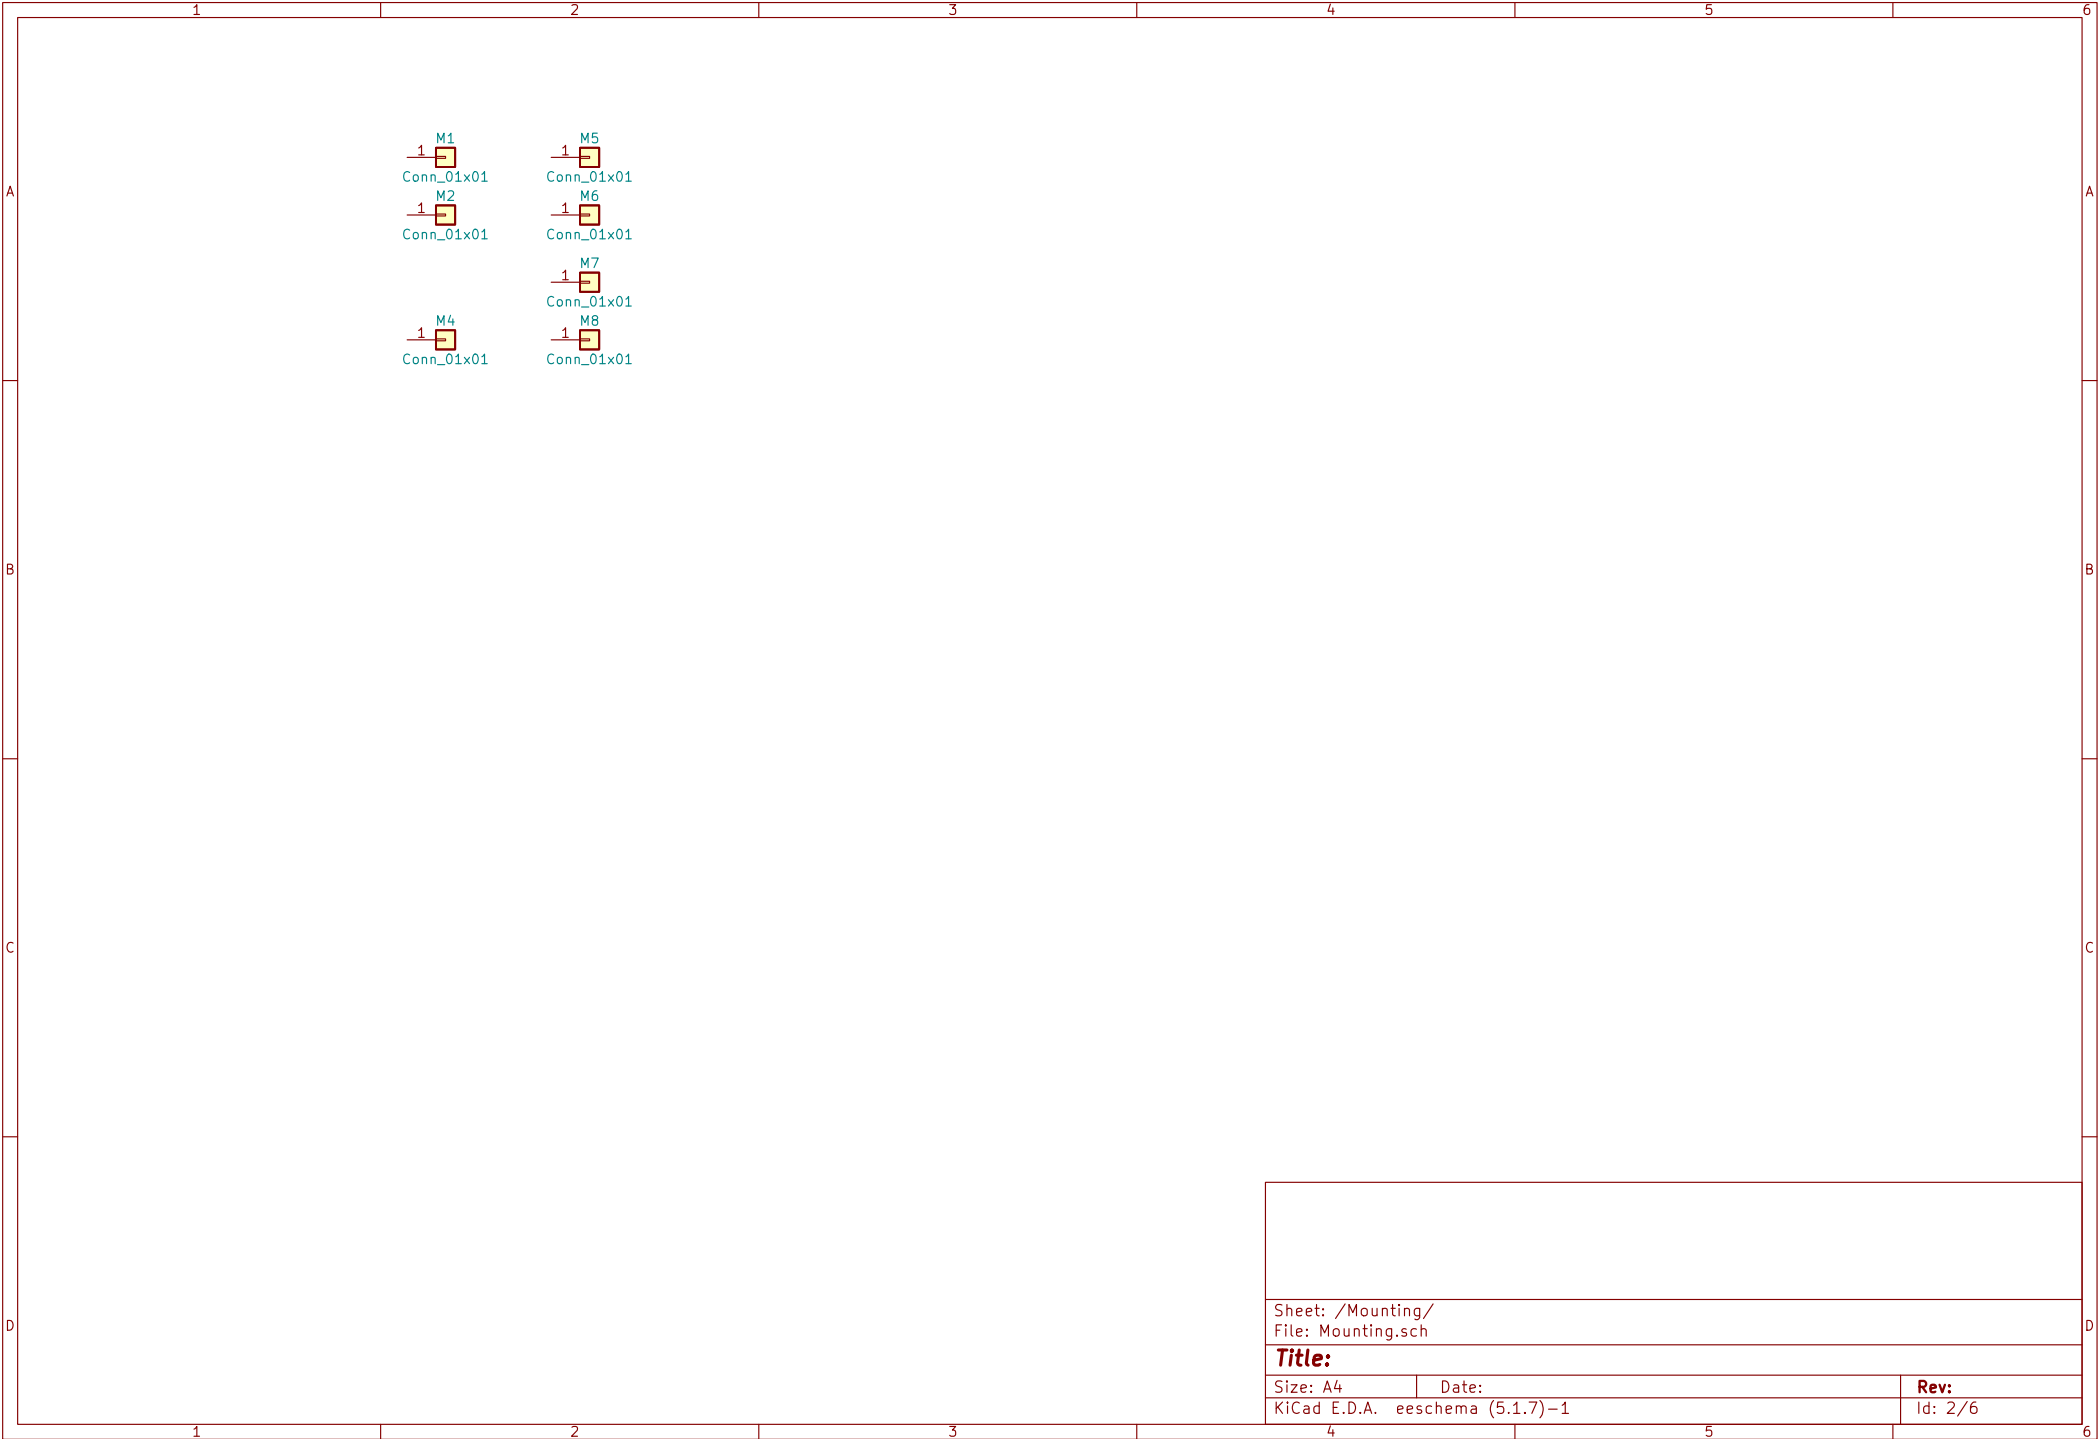 1 2 3 4 5 6
M1 M5
1 1
Conn_01x01 Conn_01x01
A A
M2 M6
1 1
Conn_01x01 Conn_01x01
M7
1
Conn_01x01
M4 M8
1 1
Conn_01x01 Conn_01x01
B B
C C
Sheet: /Mounting/
File: Mounting.sch
D D
Title:
Size: A4 Date: Rev:
KiCad E.D.A. eeschema (5.1.7)-1 Id: 2/6
1 2 3 4 5 6